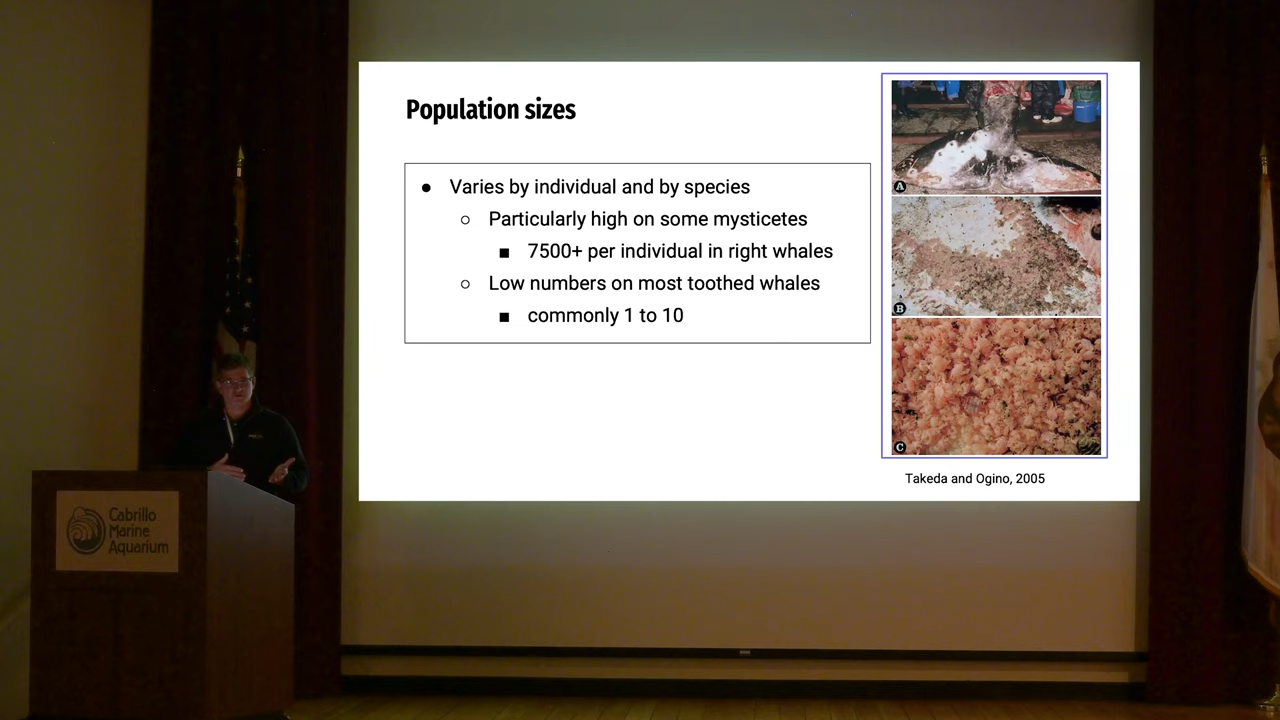 Population sizes
● Varies by individual and by species
○ Particularly high on some mysticetes
■ 7500+ per individual in right whales
○ Low numbers on most toothed whales
■ commonly 1 to 10
A
B
C
Takeda and Ogino, 2005
Cabrillo
Marine
Aquarium